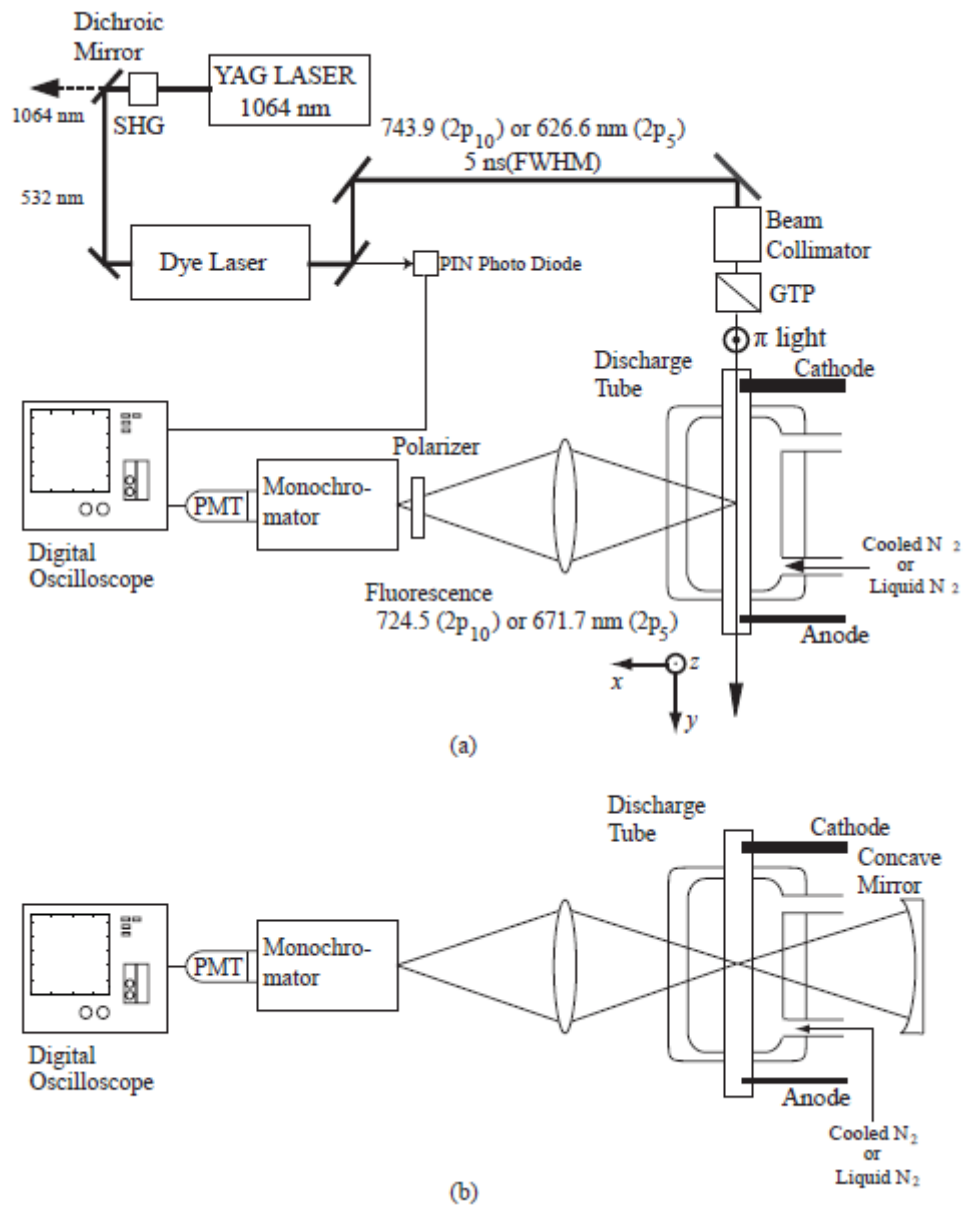 Dichroic
Mirror
YAG LASER
1064 nm
1064 nm
SHG
743.9 (2p10) or 626.6 nm (2p5)
5 ns(FWHM)
532 nm
Dye Laser
PIN Photo Diode
Beam
Collimator
GTP
π light
Discharge
Tube
Cathode
Polarizer
Monochro-
mator
PMT
Digital
Oscilloscope
Cooled N 2
or
Liquid N 2
Fluorescence
724.5 (2p10) or 671.7 nm (2p5)
Anode
z
x
y
(a)
Discharge
Tube
Cathode
Concave
Mirror
Monochro-
mator
PMT
Digital
Oscilloscope
Anode
Cooled N2
or
Liquid N2
(b)